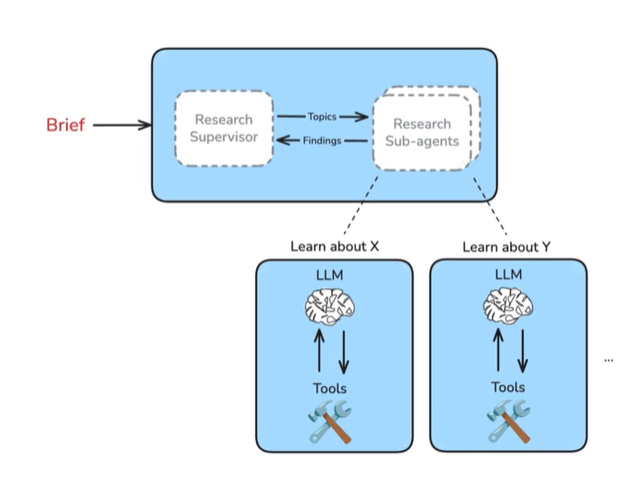 Brief
Research
Supervisor
Topics
Findings
Research
Sub-agents
Learn about X
LLM
Tools
Learn about Y
LLM
Tools
...